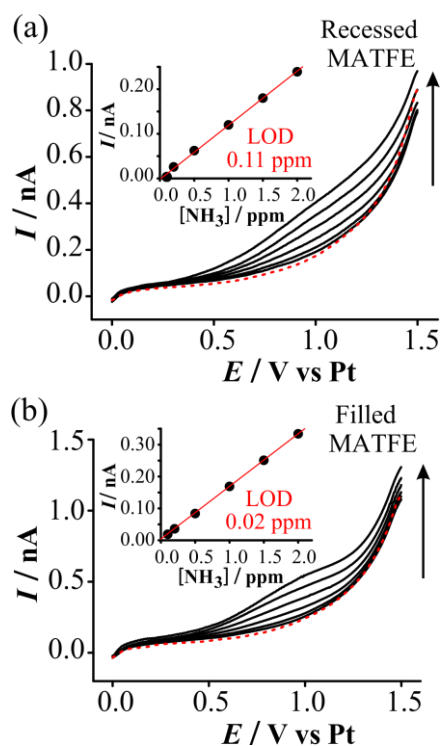 (a)
Recessed
MATFE
1.0
0.8
0.6
0.4
0.2
0.0
I / nA
0.20
0.10
0.00
I / nA
LOD
0.11 ppm
0.0 0.5 1.0 1.5 2.0
[NH3] / ppm
0.0 0.5 1.0 1.5
E / V vs Pt
(b)
Filled
MATFE
1.5
1.0
0.5
0.0
I / nA
0.30
0.20
0.10
0.00
I / nA
LOD
0.02 ppm
0.0 0.5 1.0 1.5 2.0
[NH3] / ppm
0.0 0.5 1.0 1.5
E / V vs Pt